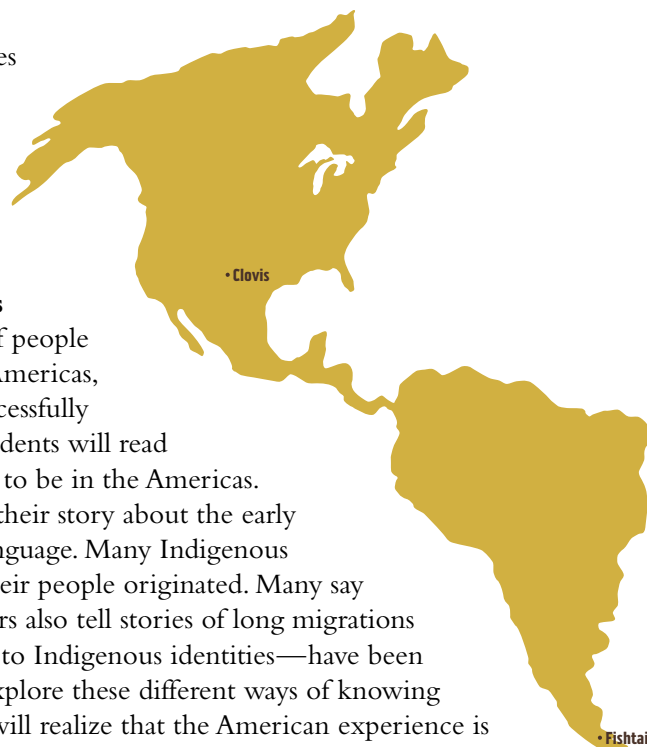 es
• Clovis
s
f people
Americas,
cessfully
dents will read
to be in the Americas.
their story about the early
nguage. Many Indigenous
eir people originated. Many say
rs also tell stories of long migrations
to Indigenous identities—have been
xplore these different ways of knowing
will realize that the American experience is
• Fishtai